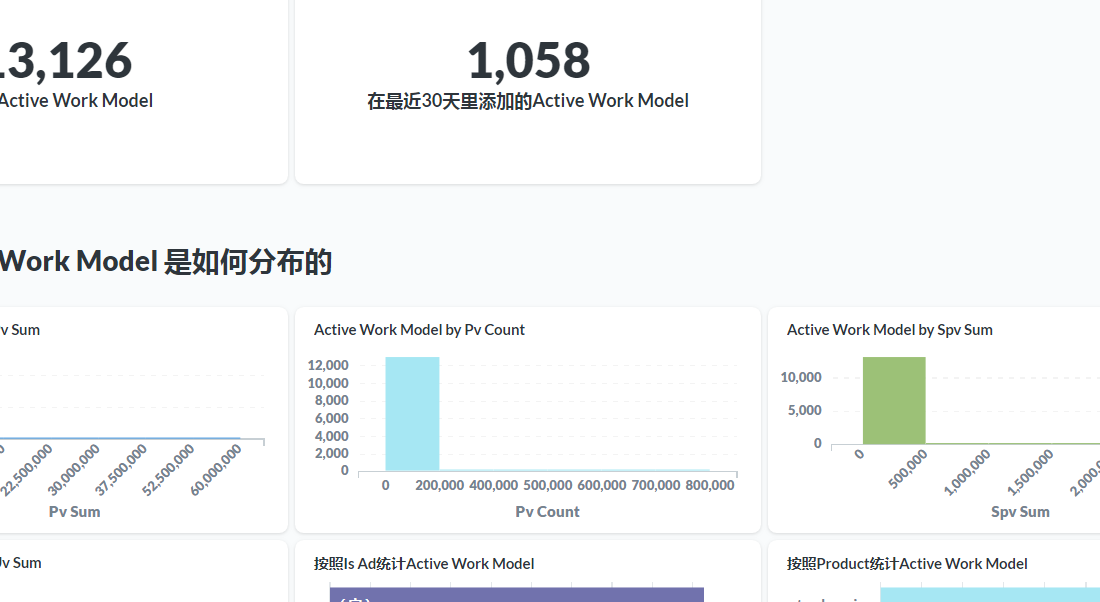 3,126
1,058
Active Work Model
在最近30天里添加的Active Work Model
Work Model 是如何分布的
v Sum
Active Work Model by Pv Count
Active Work Model by Spv Sum
22,500,000
30,000,000
37,500,000
52,500,000
60,000,000
Pv Sum
12,000
10,000
8,000
6,000
4,000
2,000
0
0
200,000
400,000
500,000
600,000
700,000
800,000
Pv Count
10,000
5,000
0
0
500,000
1,000,000
1,500,000
Spv Sum
Uv Sum
按照Is Ad统计Active Work Model
按照Product统计Active Work Model